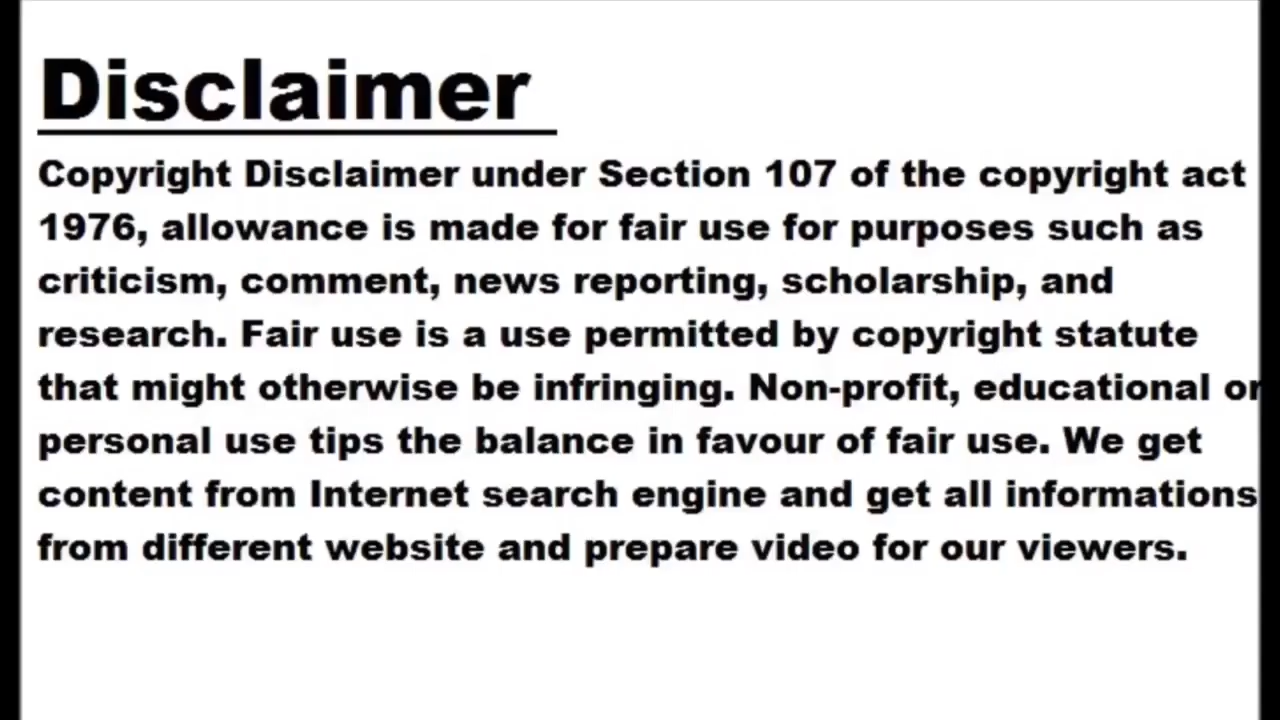 Disclaimer
Copyright Disclaimer under Section 107 of the copyright act
1976, allowance is made for fair use for purposes such as
criticism, comment, news reporting, scholarship, and
research. Fair use is a use permitted by copyright statute
that might otherwise be infringing. Non-profit, educational or
personal use tips the balance in favour of fair use. We get
content from Internet search engine and get all informations
from different website and prepare video for our viewers.